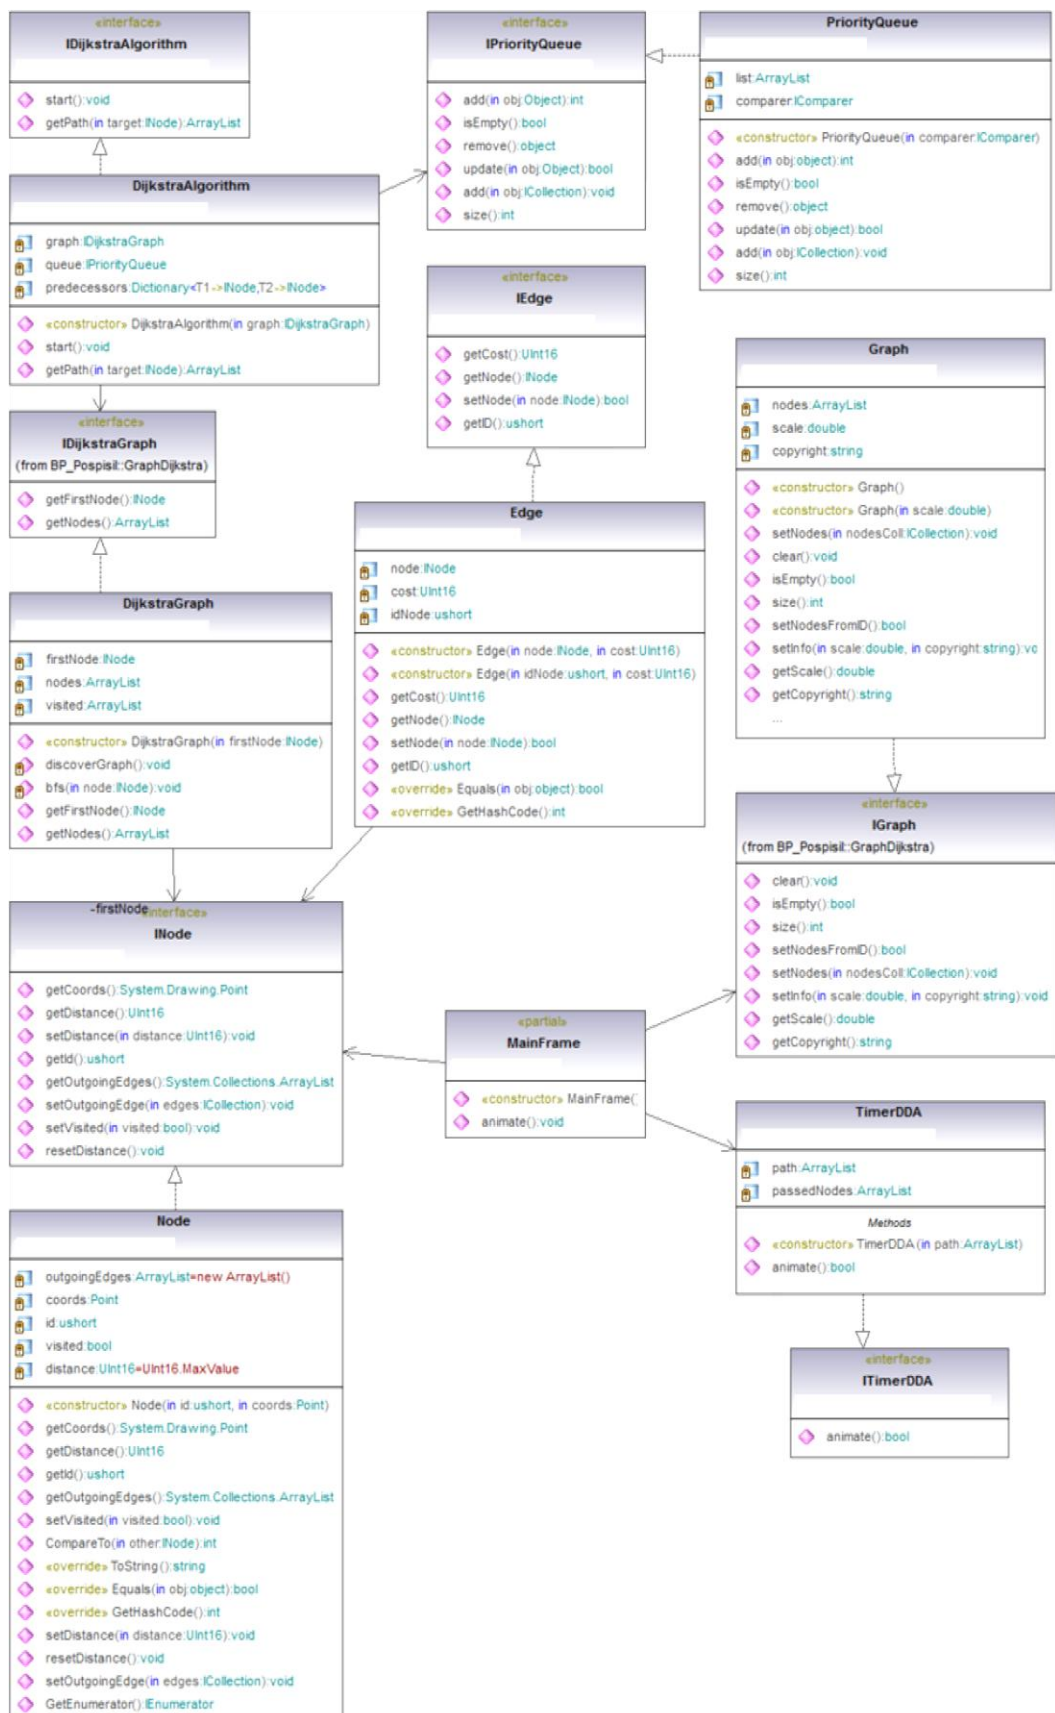 «interface»
IDijkstraAlgorithm
start():void
getPath(in target:INode):ArrayList
«interface»
IPriorityQueue
add(in obj:Object):int
isEmpty():bool
remove():object
update(in obj:Object):bool
add(in obj:ICollection):void
size():int
PriorityQueue
list:ArrayList
comparer:IComparer
«constructor» PriorityQueue(in comparer:IComparer)
add(in obj:object):int
isEmpty():bool
remove():object
update(in obj:object):bool
add(in obj:ICollection):void
size():int
DijkstraAlgorithm
graph:IDijkstraGraph
queue:IPriorityQueue
predecessors:Dictionary<T1->INode,T2->INode>
«constructor» DijkstraAlgorithm(in graph:IDijkstraGraph)
start():void
getPath(in target:INode):ArrayList
«interface»
IEdge
getCost():UInt16
getNode():INode
setNode(in node:INode):bool
getID():ushort
Graph
nodes:ArrayList
scale:double
copyright:string
«constructor» Graph()
«constructor» Graph(in scale:double)
setNodes(in nodesColl:ICollection):void
clear():void
isEmpty():bool
size():int
setNodesFromID():bool
setInfo(in scale:double, in copyright:string):vc
getScale():double
getCopyright():string
...
«interface»
IDijkstraGraph
(from BP_Pospisil::GraphDijkstra)
getFirstNode():INode
getNodes():ArrayList
Edge
node:INode
cost:UInt16
idNode:ushort
«constructor» Edge(in node:INode, in cost:UInt16)
«constructor» Edge(in idNode:ushort, in cost:UInt16)
getCost():UInt16
getNode():INode
setNode(in node:INode):bool
getID():ushort
«override» Equals(in obj:object):bool
«override» GetHashCode():int
DijkstraGraph
firstNode:INode
nodes:ArrayList
visited:ArrayList
«constructor» DijkstraGraph(in firstNode:INode)
discoverGraph():void
bfs(in node:INode):void
getFirstNode():INode
getNodes():ArrayList
«interface»
IGraph
(from BP_Pospisil::GraphDijkstra)
clear():void
isEmpty():bool
size():int
setNodesFromID():bool
setNodes(in nodesColl:ICollection):void
setInfo(in scale:double, in copyright:string):void
getScale():double
getCopyright():string
-firstNode
«interface»
INode
getCoords():System.Drawing.Point
getDistance():UInt16
setDistance(in distance:UInt16):void
getId():ushort
getOutgoingEdges():System.Collections.ArrayList
setOutgoingEdge(in edges:ICollection):void
setVisited(in visited:bool):void
resetDistance():void
«partial»
MainFrame
«constructor» MainFrame(
animate():void
TimerDDA
path:ArrayList
passedNodes:ArrayList
Methods
«constructor» TimerDDA(in path:ArrayList)
animate():bool
Node
outgoingEdges:ArrayList=new ArrayList()
coords:Point
id:ushort
visited:bool
distance:UInt16=UInt16.MaxValue
«constructor» Node(in id:ushort, in coords:Point)
getCoords():System.Drawing.Point
getDistance():UInt16
getId():ushort
getOutgoingEdges():System.Collections.ArrayList
setVisited(in visited:bool):void
CompareTo(in other:INode):int
«override» ToString():string
«override» Equals(in obj:object):bool
«override» GetHashCode():int
setDistance(in distance:UInt16):void
resetDistance():void
setOutgoingEdge(in edges:ICollection):void
GetEnumerator():IEnumerator
«interface»
ITimerDDA
animate():bool